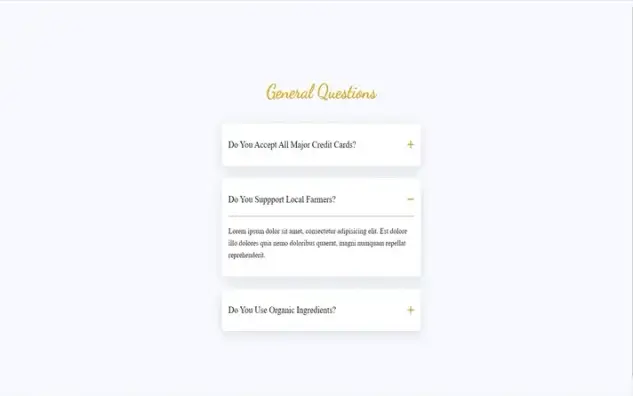 General Questions
Do You Accept All Major Credit Cards?
+
Do You Suppport Local Farmers?
−
Lorem ipsum dolor sit amet, consectetur adipisicing elit. Est dolore
illo dolores quia nemo doloribus quaerat, magni numquam repellat
reprehenderit.
Do You Use Organic Ingredients?
+